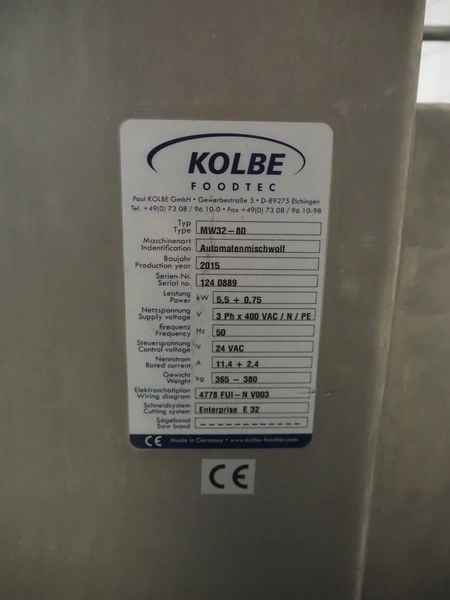 KOLBE
FOODTEC
Paul KOLBE GmbH • Gewerbestraße 5 • D-89275 Elchingen
Tel. +49(0) 73 08 / 96 10-0 • Fax +49(0) 73 08 / 96 10-98
Typ
Type MW32-80
Maschinenart
Indentification Automatenmischwolf
Baujahr
Production year 2015
Serien-Nr.
Serial no. 124 0889
Leistung
Power kW 5,5 + 0,75
Netzspannung
Supply voltage V 3 Ph x 400 VAC / N / PE
Frequenz
Frequency Hz 50
Steuerspannung
Control voltage V 24 VAC
Nennstrom
Rated current A 11,4 + 2,4
Gewicht
Weight kg 365 - 380
Elektroschaltplan
Wiring diagram 4778 FUI-N V003
Schneidsystem
Cutting system Enterprise E 32
Sägeband
Saw band --------------
CE Made in Germany • www.kolbe-foodtec.com
CE